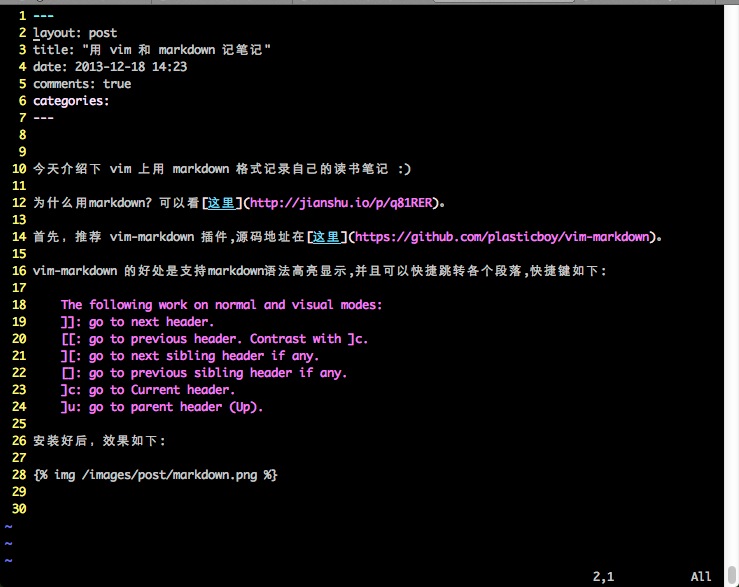 1 ---
2 layout: post
3 title: "用 vim 和 markdown 记笔记"
4 date: 2013-12-18 14:23
5 comments: true
6 categories:
7 ---
8
9
10 今天介绍下 vim 上用 markdown 格式记录自己的读书笔记 :)
11
12 为什么用markdown? 可以看[这里](http://jianshu.io/p/q81RER)。
13
14 首先，推荐 vim-markdown 插件,源码地址在[这里](https://github.com/plasticboy/vim-markdown)。
15
16 vim-markdown 的好处是支持markdown语法高亮显示,并且可以快捷跳转各个段落,快捷键如下:
17
18     The following work on normal and visual modes:
19     ]]: go to next header.
20     [[: go to previous header. Contrast with ]c.
21     ][: go to next sibling header if any.
22     []: go to previous sibling header if any.
23     ]c: go to Current header.
24     ]u: go to parent header (Up).
25
26 安装好后，效果如下:
27
28 {% img /images/post/markdown.png %}
29
30
~
~
~
2,1 All